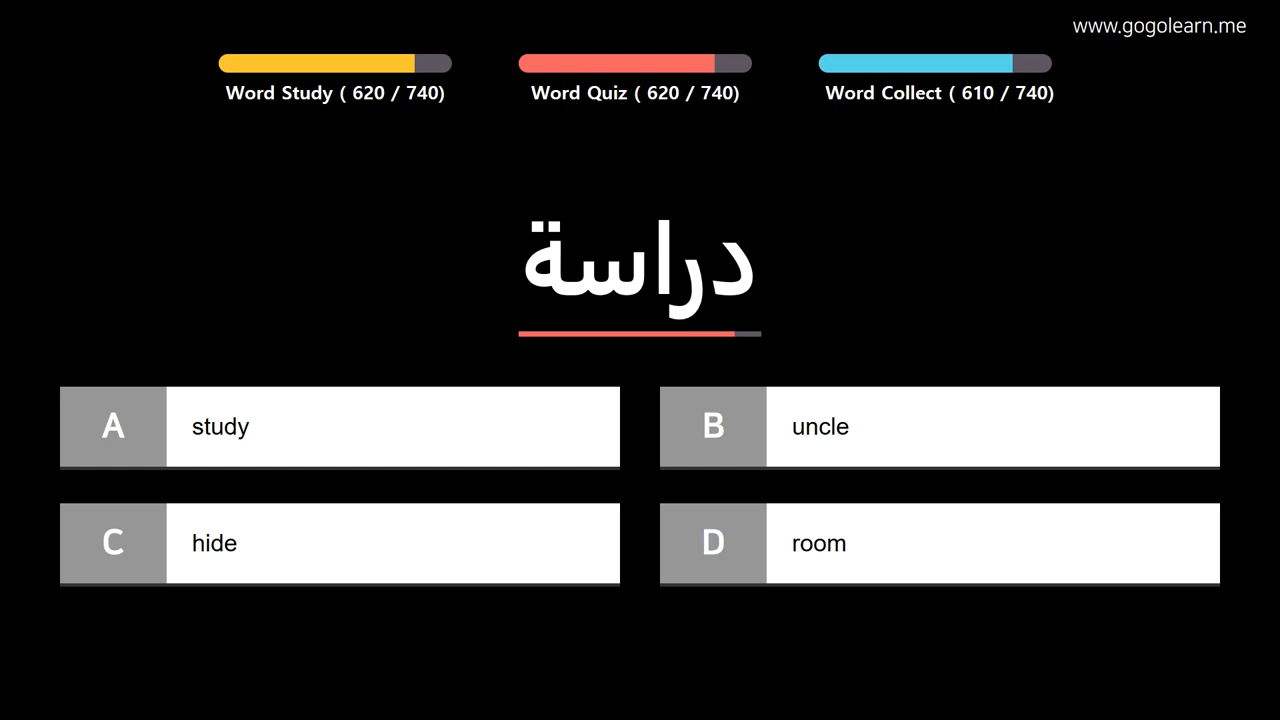 www.gogolearn.me
Word Study ( 620 / 740)
Word Quiz ( 620 / 740)
Word Collect ( 610 / 740)
دراسة
A study
B uncle
C hide
D room